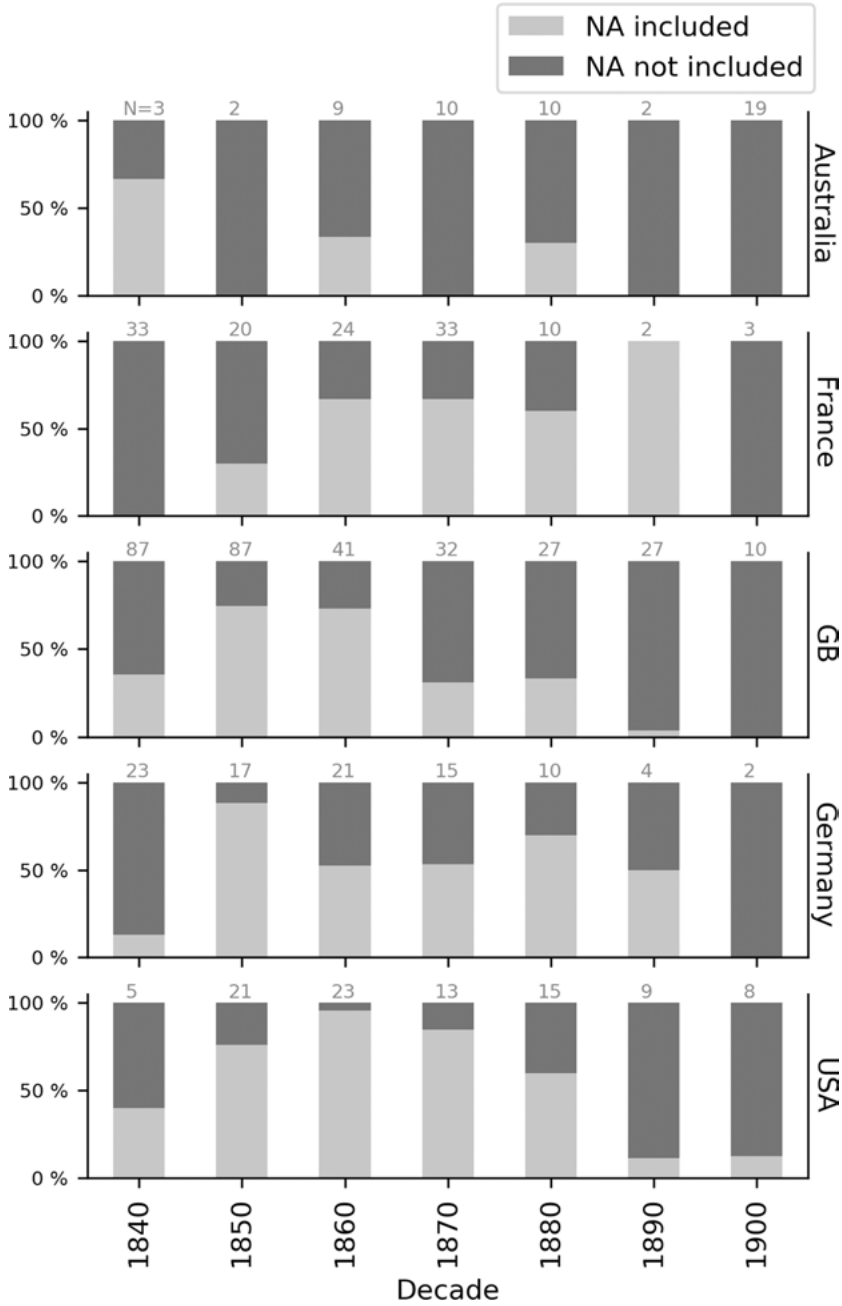 NA included
NA not included
N=3 2 9 10 10 2 19
100 %
50 %
0 %
Australia
33 20 24 33 10 2 3
100 %
50 %
0 %
France
87 87 41 32 27 27 10
100 %
50 %
0 %
GB
23 17 21 15 10 4 2
100 %
50 %
0 %
Germany
5 21 23 13 15 9 8
100 %
50 %
0 %
USA
1840 1850 1860 1870 1880 1890 1900
Decade